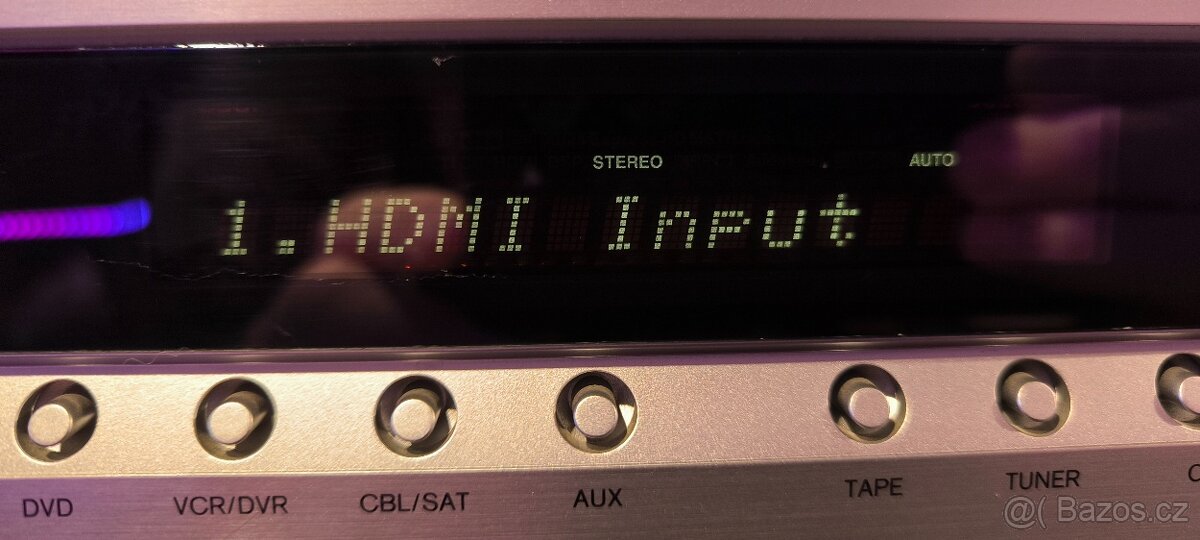 STEREO AUTO
1.HDMI Input
DVD VCR/DVR CBL/SAT AUX TAPE TUNER
@( Bazos.cz